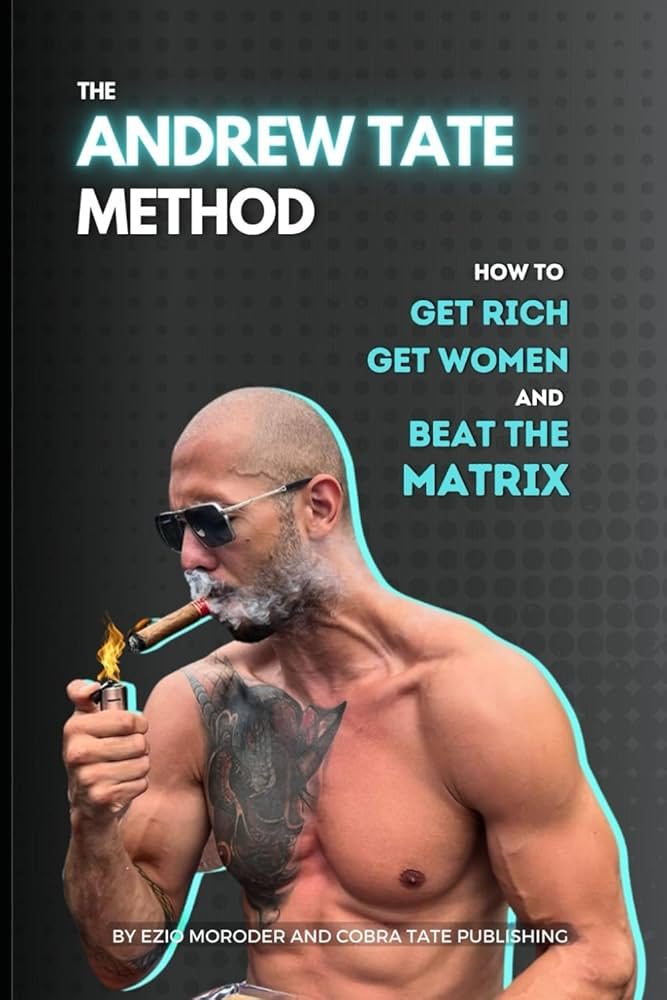 THE
ANDREW TATE
METHOD
HOW TO
GET RICH
GET WOMEN
AND
BEAT THE
MATRIX
BY EZIO MORODER AND COBRA TATE PUBLISHING